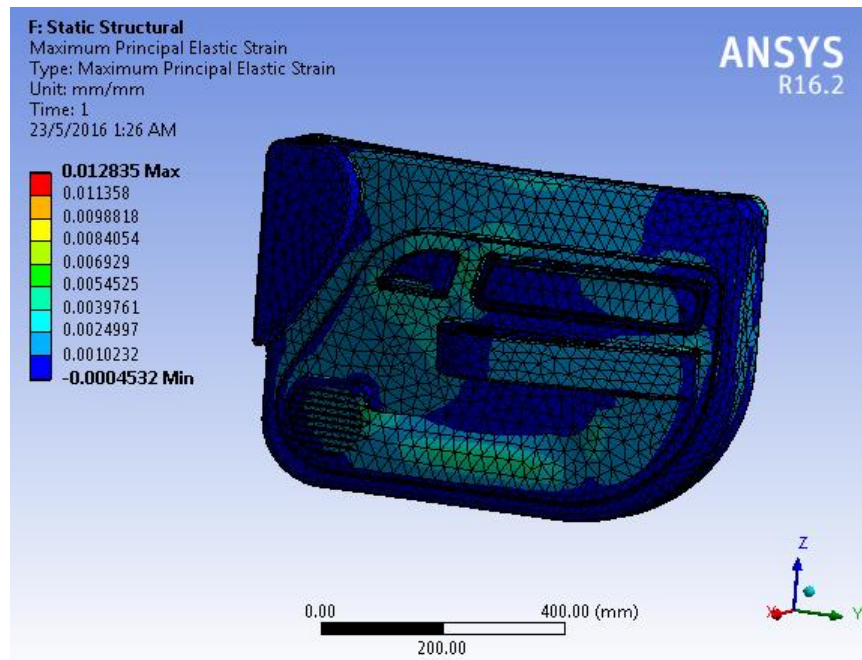 F: Static Structural
Maximum Principal Elastic Strain
Type: Maximum Principal Elastic Strain
Unit: mm/mm
Time: 1
23/5/2016 1:26 AM
ANSYS
R16.2
0.012835 Max
0.011358
0.0098818
0.0084054
0.006929
0.0054525
0.0039761
0.0024997
0.0010232
-0.0004532 Min
0.00
400.00 (mm)
200.00
Z
X
Y